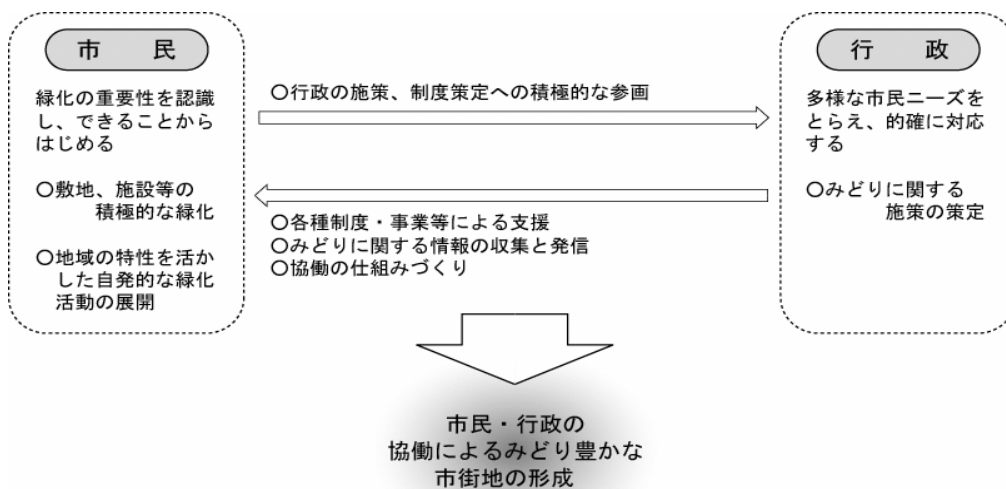 市　民
緑化の重要性を認識
し、できることから
はじめる
〇敷地、施設等の
積極的な緑化
〇地域の特性を活か
した自発的な緑化
活動の展開
〇行政の施策、制度策定への積極的な参画
〇各種制度・事業等による支援
〇みどりに関する情報の収集と発信
〇協働の仕組みづくり
行　政
多様な市民ニーズを
とらえ、的確に対応
する
〇みどりに関する
施策の策定
市民・行政の
協働によるみどり豊かな
市街地の形成